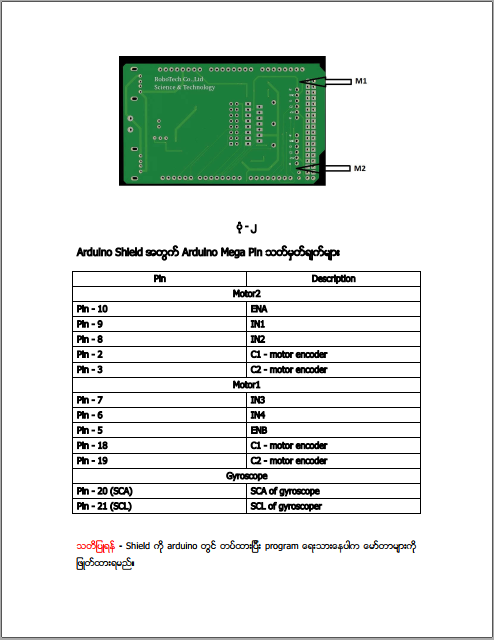 RoboTech Co.,Ltd
Science & Technology
M1
M2
ပုံ - ၂
Arduino Shield အတွက် Arduino Mega Pin သတ်မှတ်ချက်များ
Pin Description
Motor2
Pin - 10 ENA
Pin - 9 IN1
Pin - 8 IN2
Pin - 2 C1 - motor encoder
Pin - 3 C2 - motor encoder
Motor1
Pin - 7 IN3
Pin - 6 IN4
Pin - 5 ENB
Pin - 18 C1 - motor encoder
Pin - 19 C2 - motor encoder
Gyroscope
Pin - 20 (SCA) SCA of gyroscope
Pin - 21 (SCL) SCL of gyroscoper
သတိပြုရန် - Shield ကို arduino တွင် တပ်ထားပြီး program ရေးသားနေပါက မော်တာများကို
ဖြုတ်ထားရမည်။